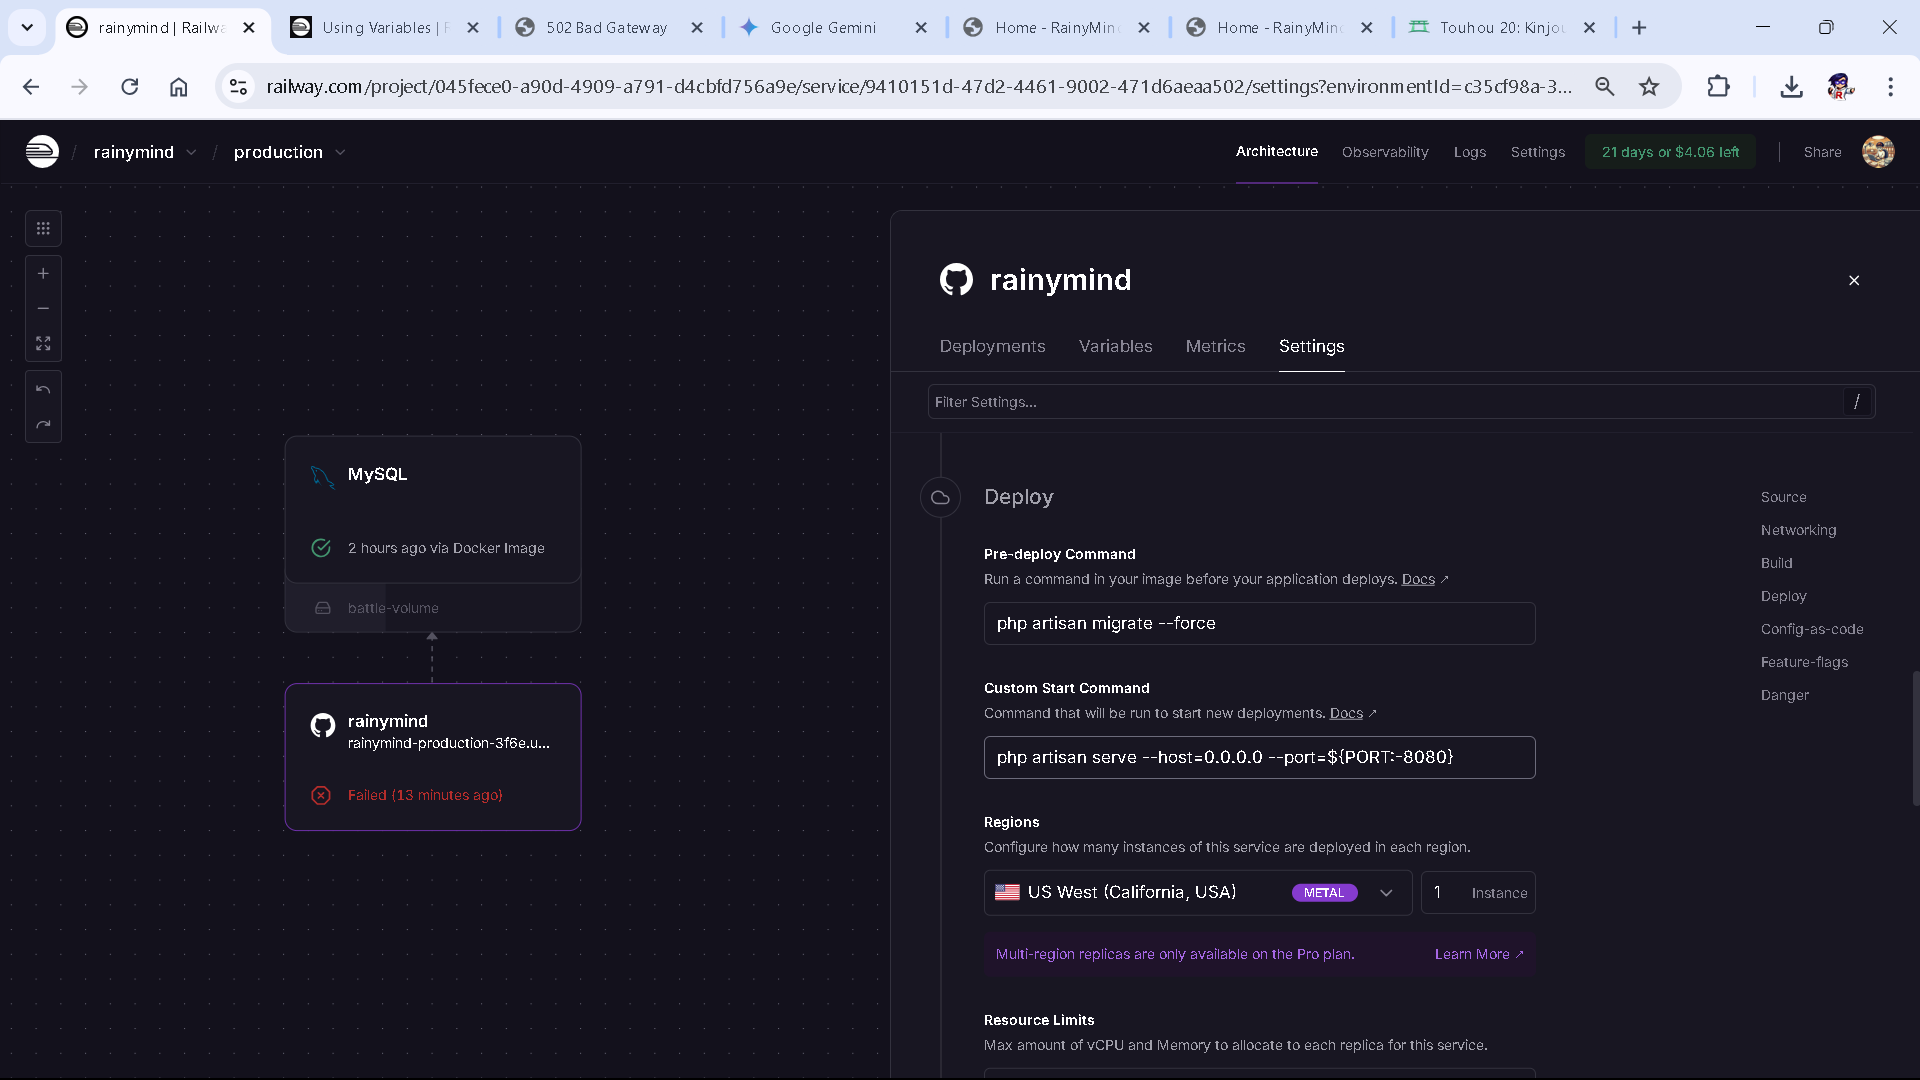 rainymind | Railwa
Using Variables | R
502 Bad Gateway
Google Gemini
Home - RainyMind
Home - RainyMind
Touhou 20: Kinjou
railway.com/project/045fece0-a90d-4909-a791-d4cbfd756a9e/service/9410151d-47d2-4461-9002-471d6aeaa502/settings?environmentId=c35cf98a-3...
/ rainymind / production
Architecture
Observability
Logs
Settings
21 days or $4.06 left
Share
MySQL
2 hours ago via Docker Image
battle-volume
rainymind
rainymind-production-3f6e.u...
Failed (13 minutes ago)
rainymind
Deployments
Variables
Metrics
Settings
Filter Settings...
/
Deploy
Pre-deploy Command
Run a command in your image before your application deploys. Docs ↗
php artisan migrate --force
Custom Start Command
Command that will be run to start new deployments. Docs ↗
php artisan serve --host=0.0.0.0 --port=${PORT:-8080}
Regions
Configure how many instances of this service are deployed in each region.
US West (California, USA)
METAL
1 Instance
Multi-region replicas are only available on the Pro plan.
Learn More ↗
Resource Limits
Max amount of vCPU and Memory to allocate to each replica for this service.
Source
Networking
Build
Deploy
Config-as-code
Feature-flags
Danger